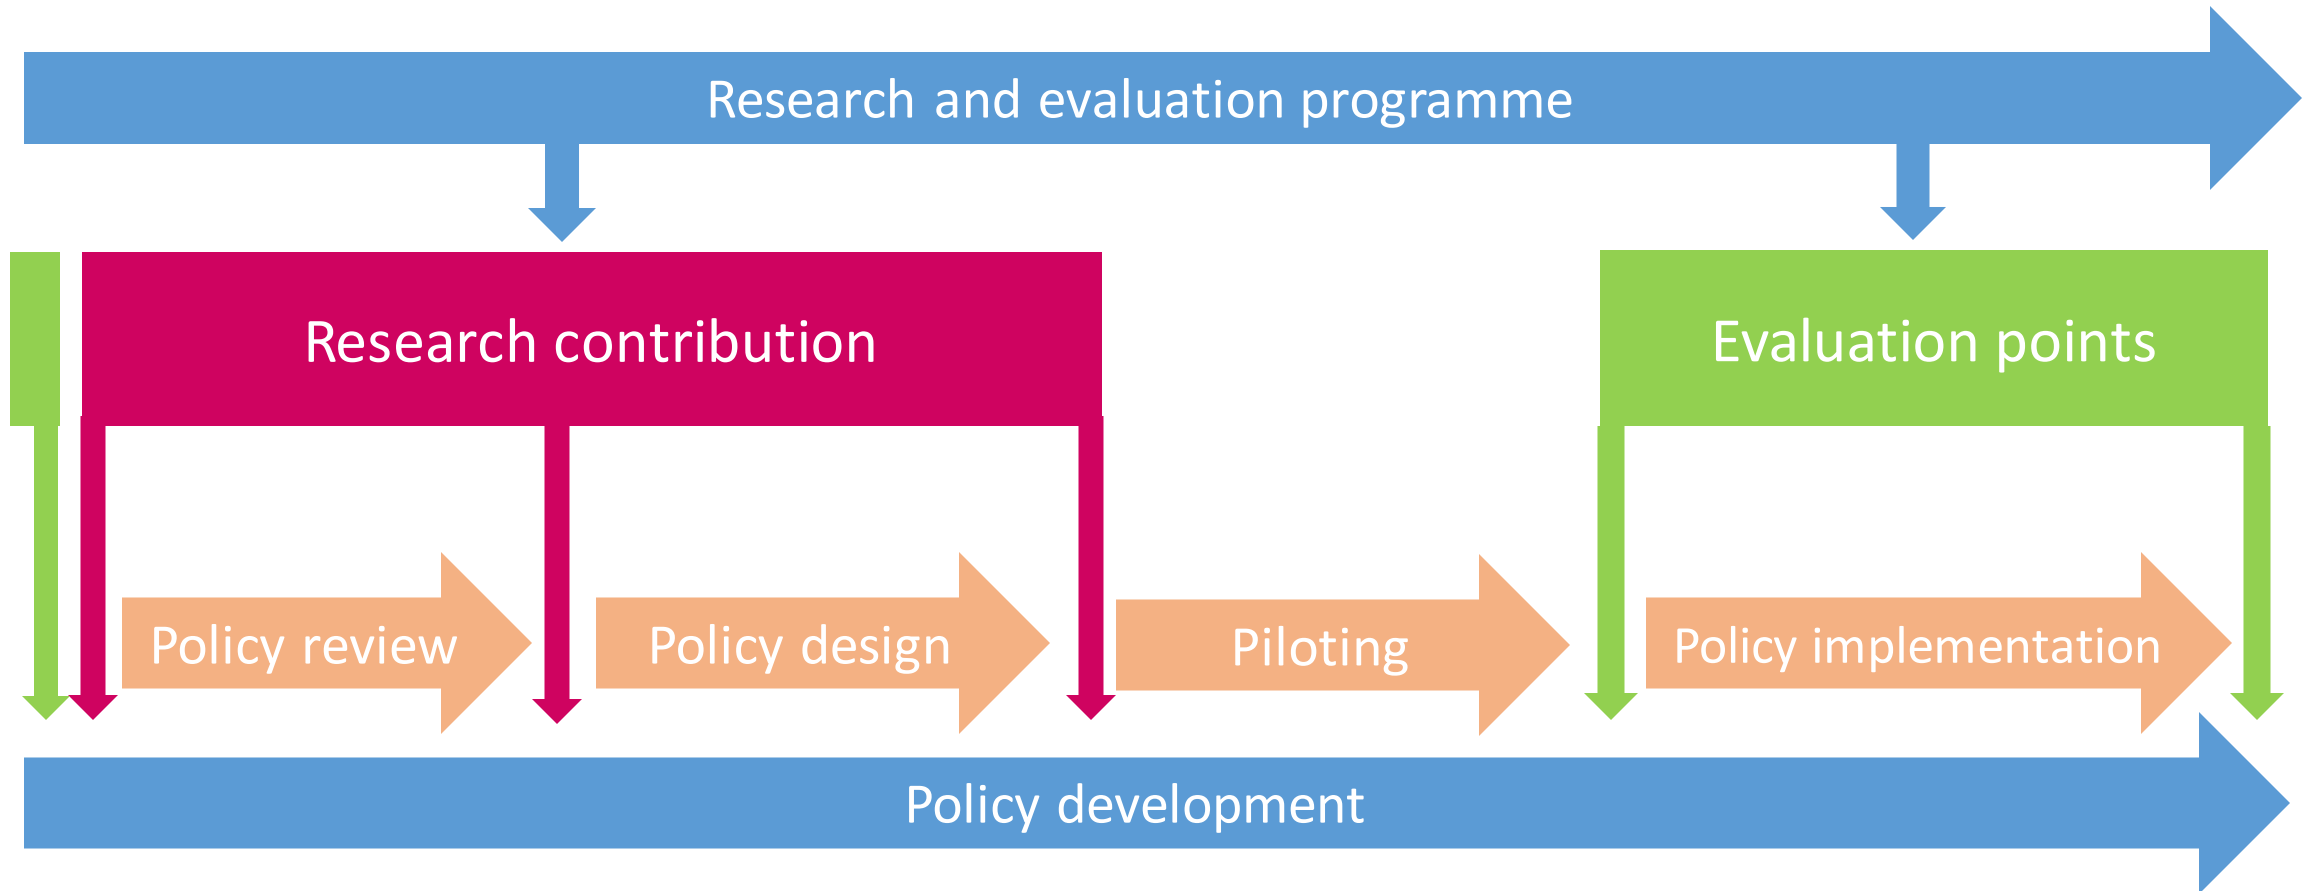 Research and evaluation programme
Research contribution
Evaluation points
Policy review
Policy design
Piloting
Policy implementation
Policy development